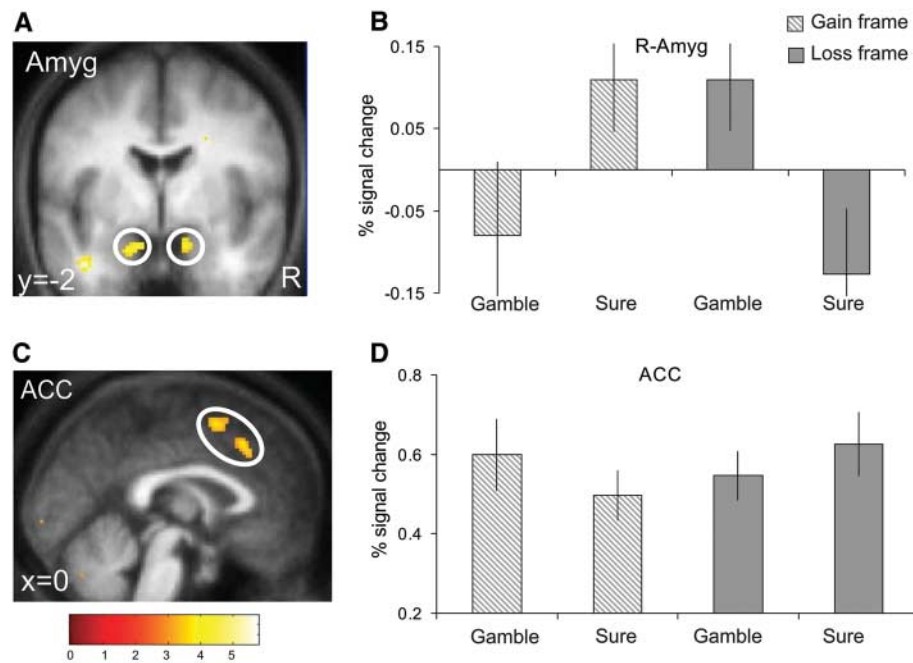 A
Amyg
y=-2
R
B
R-Amyg
Gain frame
Loss frame
% signal change
0.15
0.05
-0.05
-0.15
Gamble
Sure
Gamble
Sure
C
ACC
x=0
0 1 2 3 4 5
D
ACC
% signal change
0.8
0.6
0.4
0.2
Gamble
Sure
Gamble
Sure